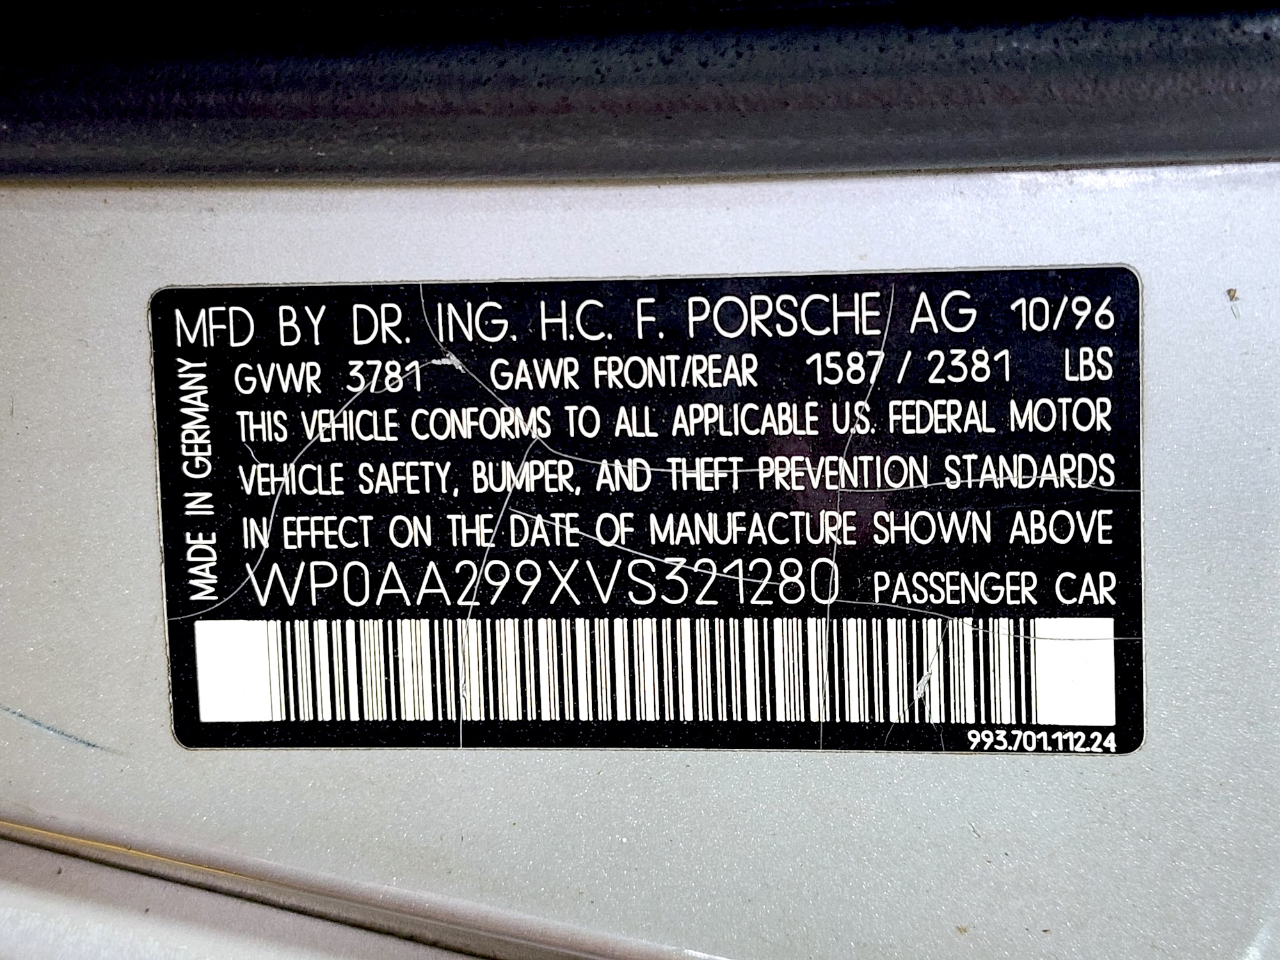 MFD BY DR. ING. H.C. F. PORSCHE AG 10/96
GVWR 3781 GAWR FRONT/REAR 1587 / 2381 LBS
THIS VEHICLE CONFORMS TO ALL APPLICABLE U.S. FEDERAL MOTOR
VEHICLE SAFETY, BUMPER, AND THEFT PREVENTION STANDARDS
IN EFFECT ON THE DATE OF MANUFACTURE SHOWN ABOVE
WP0AA299XVS321280 PASSENGER CAR
MADE IN GERMANY
993.701.112.24